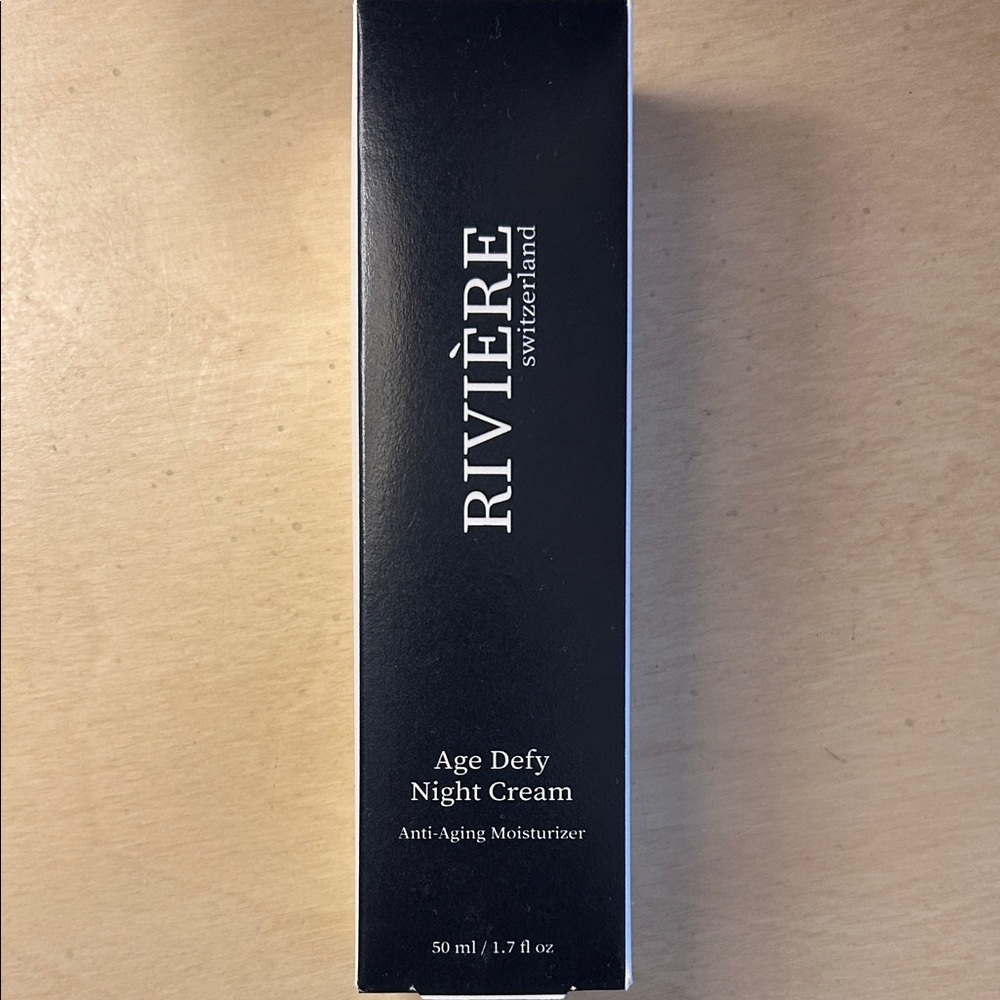 RIVIÈRE
switzerland
Age Defy
Night Cream
Anti-Aging Moisturizer
50 ml / 1.7 fl oz